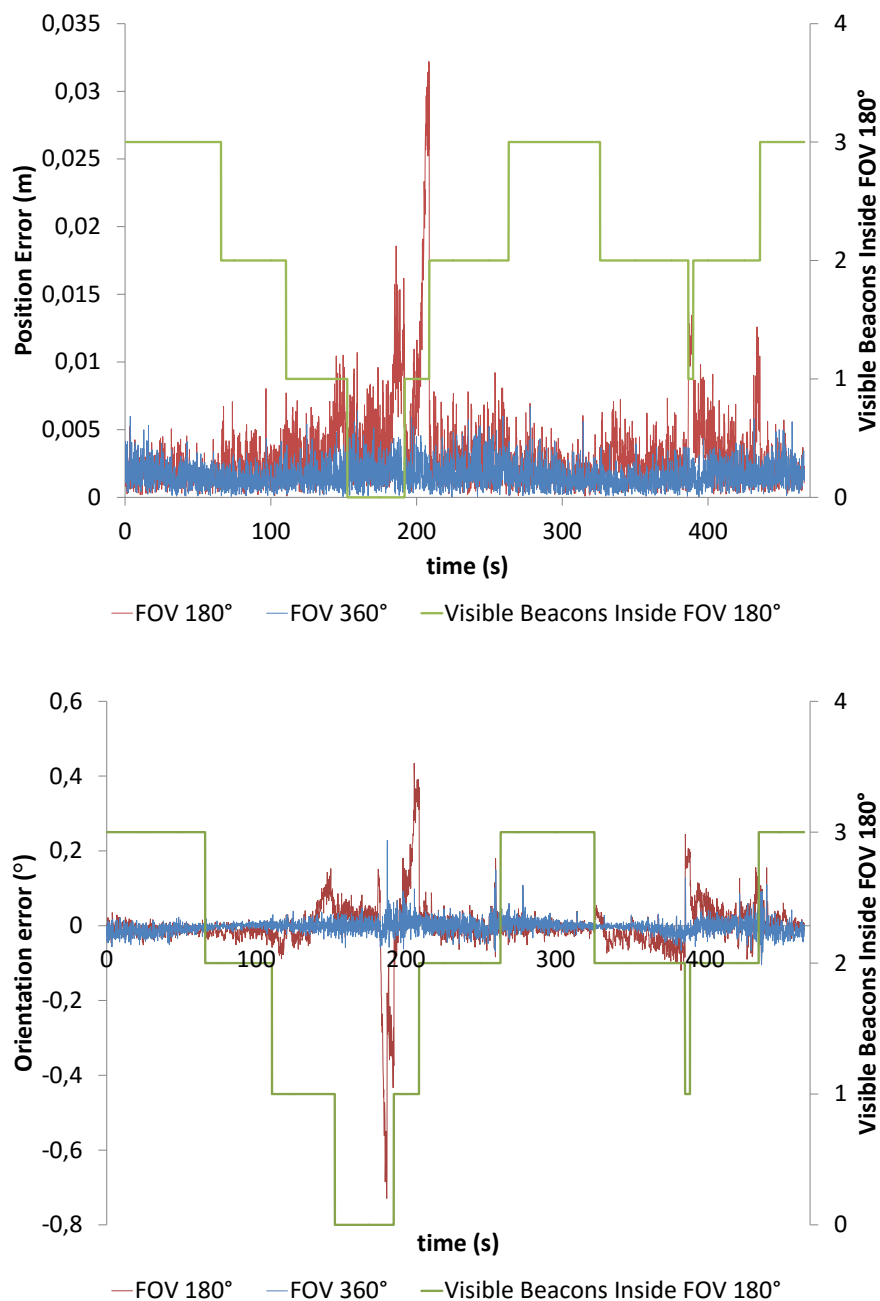 0,035
0,03
0,025
0,02
0,015
0,01
0,005
0
Position Error (m)
4
3
2
1
0
Visible Beacons Inside FOV 180°
0 100 200 300 400
time (s)
FOV 180° FOV 360° Visible Beacons Inside FOV 180°
0,6
0,4
0,2
0
-0,2
-0,4
-0,6
-0,8
Orientation error (°)
4
3
2
1
0
Visible Beacons Inside FOV 180°
0 100 200 300 400
time (s)
FOV 180° FOV 360° Visible Beacons Inside FOV 180°